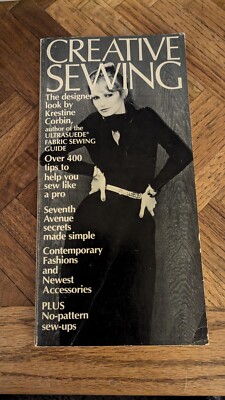 CREATIVE
SEWING
The designer
look by
Krestine
Corbin,
author of the
ULTRASUEDE®
FABRIC SEWING
GUIDE
Over 400
tips to
help you
sew like
a pro
Seventh
Avenue
secrets
made simple
Contemporary
Fashions
and
Newest
Accessories
PLUS
No-pattern
sew-ups